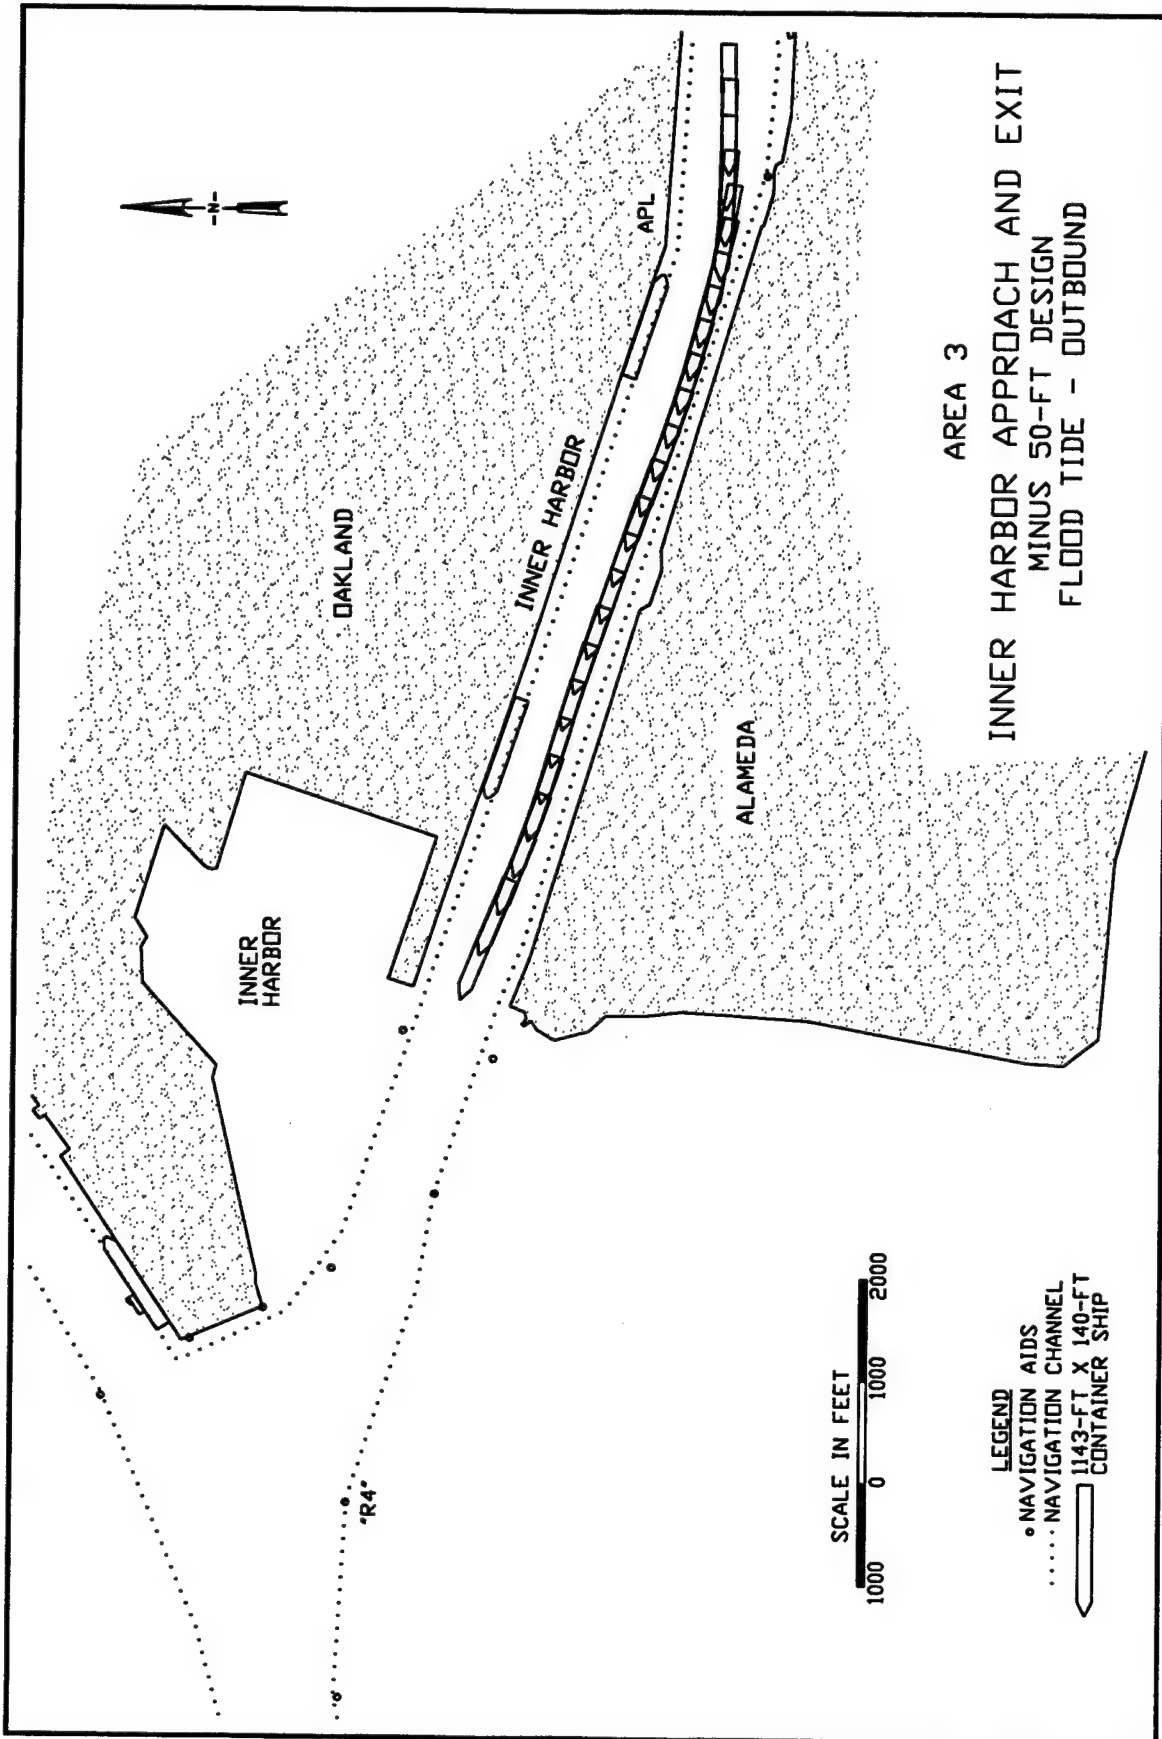 -N-
APL
OAKLAND
INNER HARBOR
INNER
HARBOR
ALAMEDA
"R4"
AREA 3
INNER HARBOR APPROACH AND EXIT
MINUS 50-FT DESIGN
FLOOD TIDE - OUTBOUND
SCALE IN FEET
1000 0 1000 2000
LEGEND
NAVIGATION AIDS
NAVIGATION CHANNEL
1143-FT X 140-FT
CONTAINER SHIP